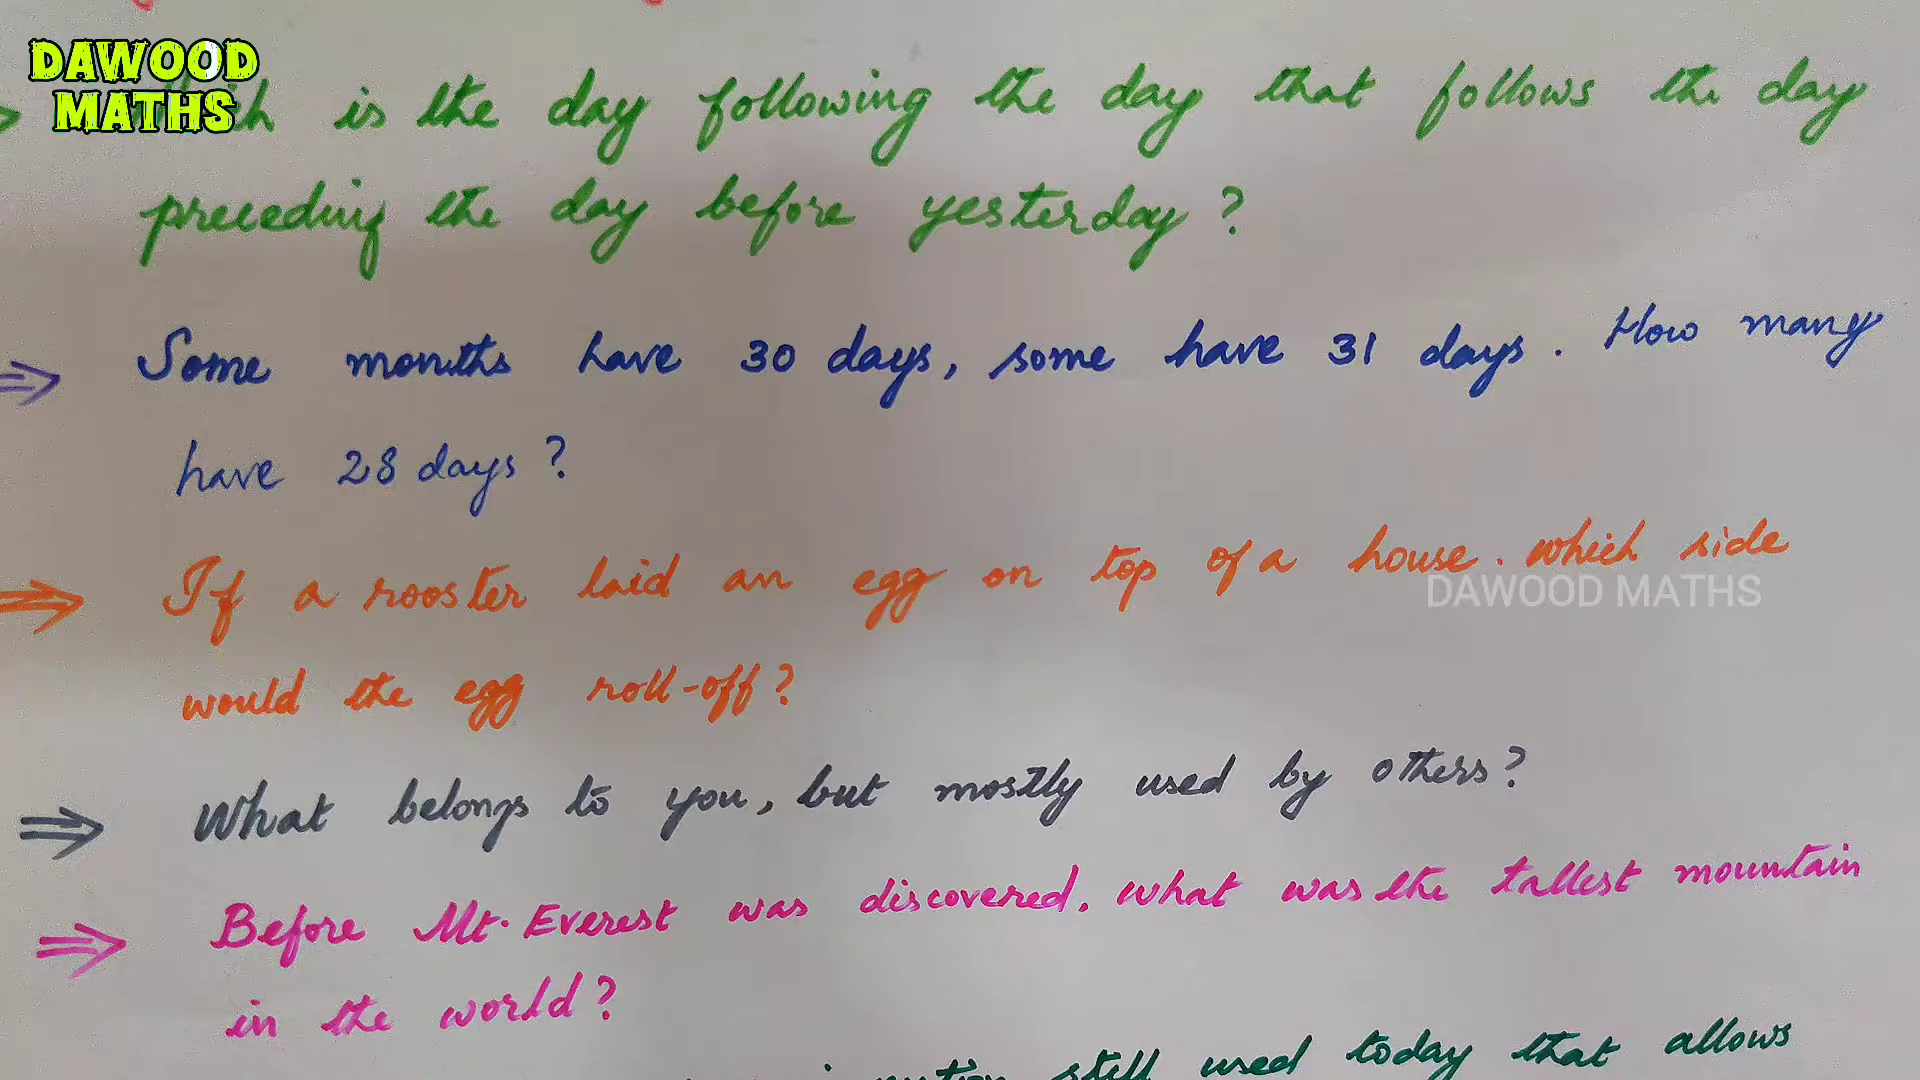 DAWOOD
MATHS
is the day following the day that follows the day
preceding the day before yesterday ?
Some months have 30 days, some have 31 days. How many
have 28 days ?
If a rooster laid an egg on top of a house. which side
DAWOOD MATHS
would the egg roll-off ?
What belongs to you, but mostly used by others ?
Before Mt. Everest was discovered. what was the tallest mountain
in the world ?
still used today that allows